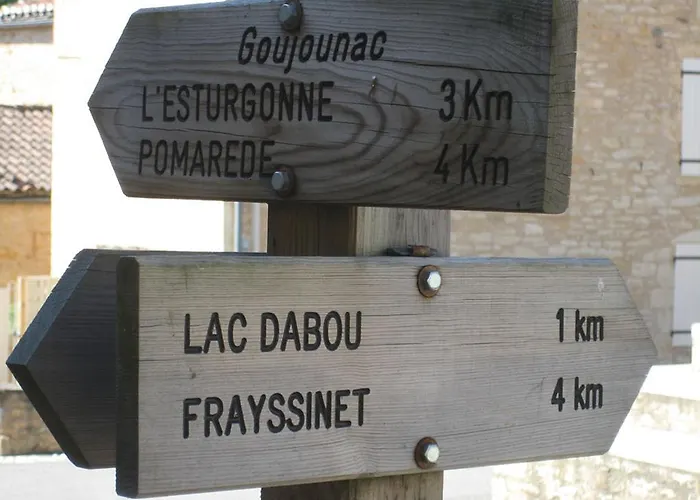 Goujounac
L'ESTURGONNE 3Km
POMAREDE 4Km
LAC DABOU 1 km
FRAYSSINET 4 km